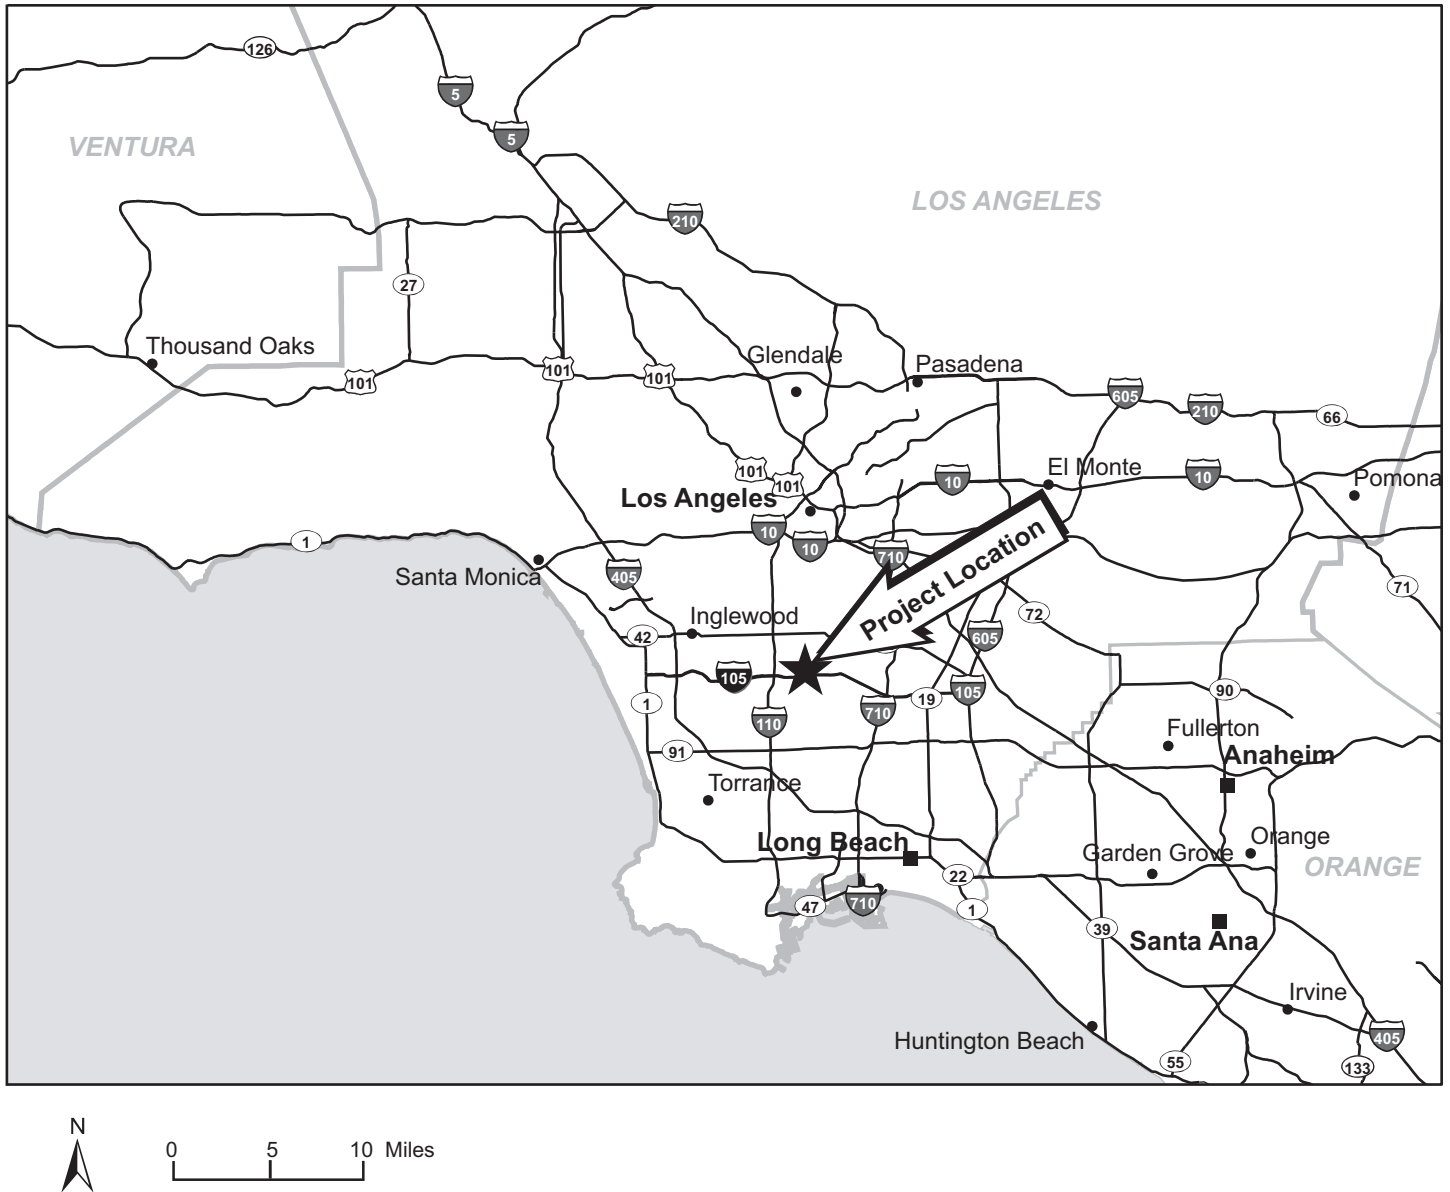 126
5
5
VENTURA
LOS ANGELES
210
27
Thousand Oaks
Glendale
Pasadena
101
101
101
605
210
66
101
101
10
El Monte
10
Pomona
Los Angeles
10
10
1
710
Project Location
Santa Monica
405
71
Inglewood
72
42
605
105
105
1
19
90
110
710
Fullerton
91
Anaheim
Torrance
Long Beach
Garden Grove
Orange
ORANGE
22
47
710
1
39
Santa Ana
Irvine
Huntington Beach
405
55
133
N
0 5 10 Miles